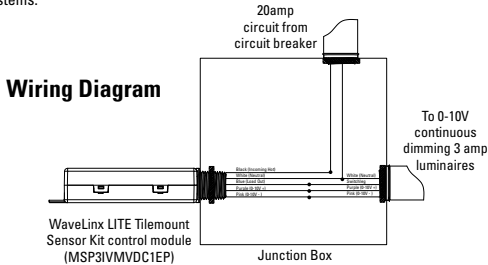 stems.
20amp
circuit from
circuit breaker
Wiring Diagram
To 0-10V
continuous
dimming 3 amp
luminaires
Black (Incoming Hot)
White (Neutral) White (Neutral)
Blue (Load Out) Switchleg
Purple (0-10V +) Purple (0-10V +)
Pink (0-10V - ) Pink (0-10V - )
WaveLinx LITE Tilemount
Sensor Kit control module
(MSP3IVMVDC1EP)
Junction Box